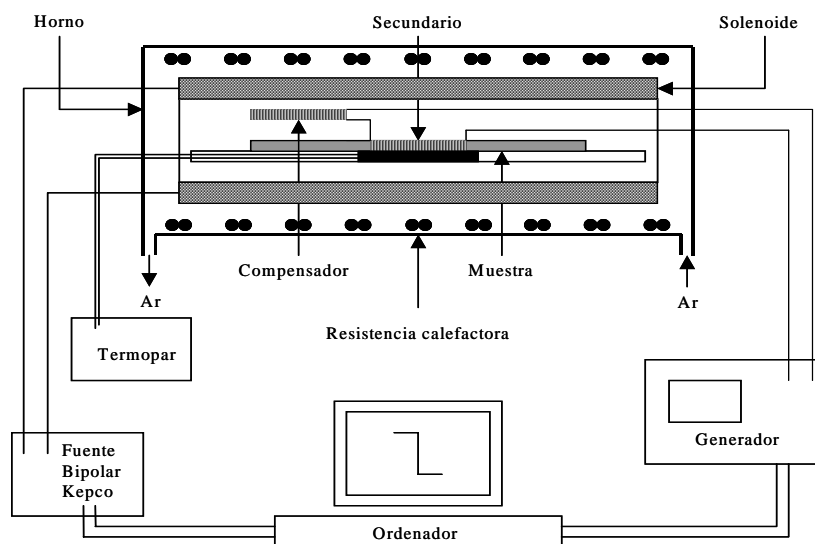 Horno
Secundario
Solenoide
Compensador
Muestra
Ar
Ar
Resistencia calefactora
Termopar
Generador
Fuente
Bipolar
Kepco
Ordenador